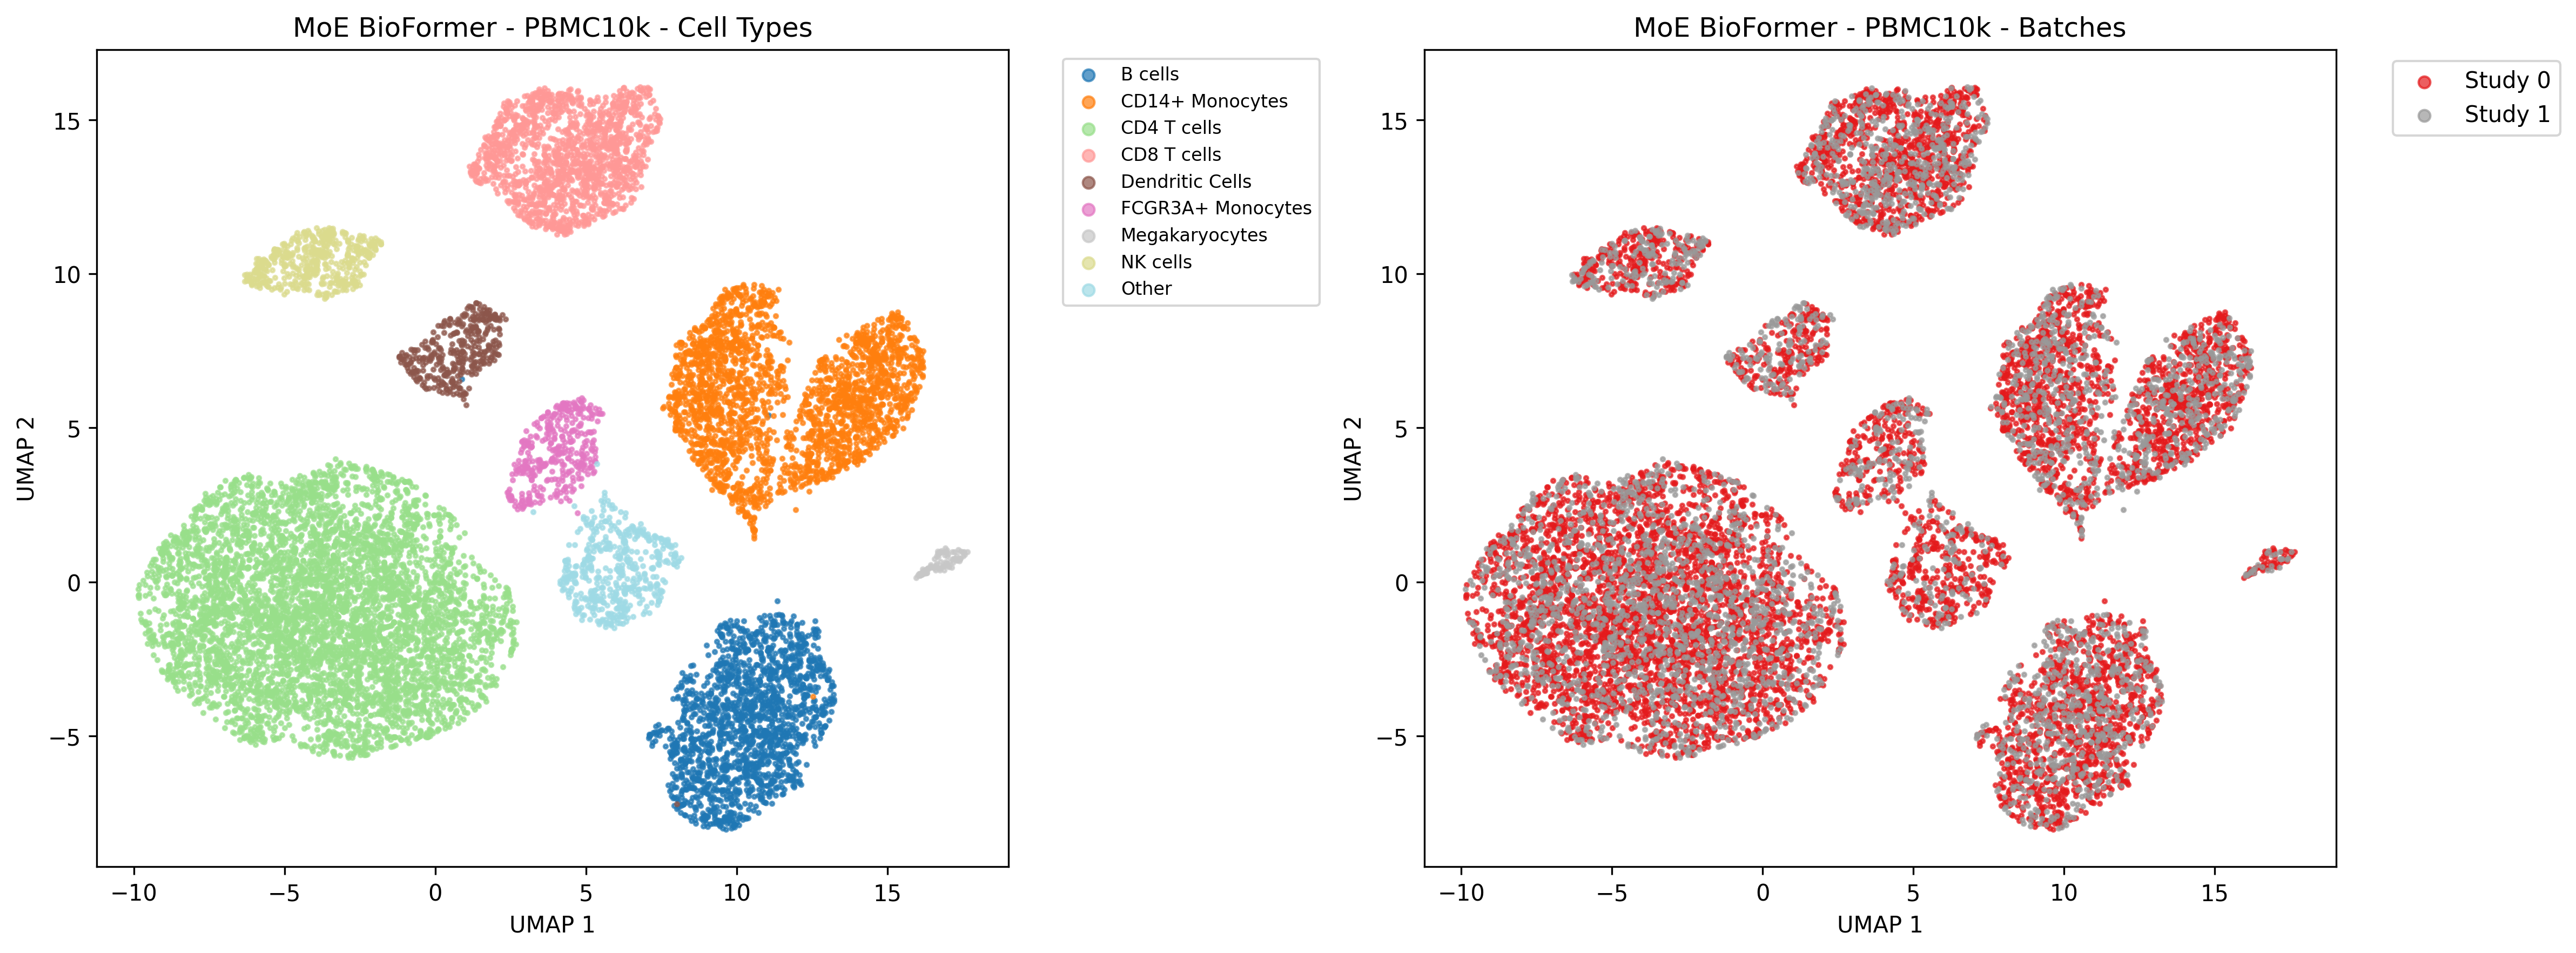 MoE BioFormer - PBMC10k - Cell Types
15
10
5
0
−5
UMAP 2
−10
−5
0
5
10
15
UMAP 1
B cells
CD14+ Monocytes
CD4 T cells
CD8 T cells
Dendritic Cells
FCGR3A+ Monocytes
Megakaryocytes
NK cells
Other
MoE BioFormer - PBMC10k - Batches
15
10
5
0
−5
UMAP 2
−10
−5
0
5
10
15
UMAP 1
Study 0
Study 1